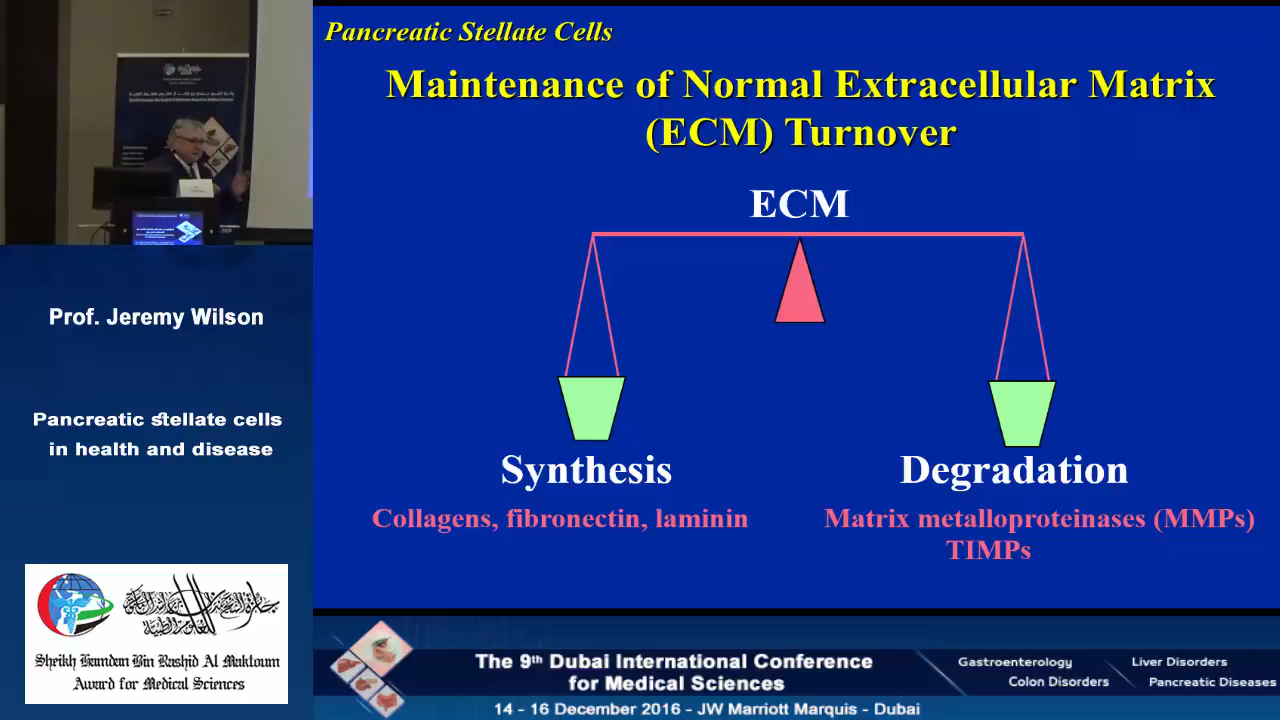 Pancreatic Stellate Cells
Maintenance of Normal Extracellular Matrix
(ECM) Turnover
ECM
Synthesis
Degradation
Collagens, fibronectin, laminin
Matrix metalloproteinases (MMPs)
TIMPs
Prof. Jeremy Wilson
Pancreatic stellate cells
in health and disease
Sheikh Hamdan Bin Rashid Al Maktoum
Award for Medical Sciences
The 9th Dubai International Conference
for Medical Sciences
14 - 16 December 2016 - JW Marriott Marquis - Dubai
Gastroenterology
Liver Disorders
Colon Disorders
Pancreatic Diseases